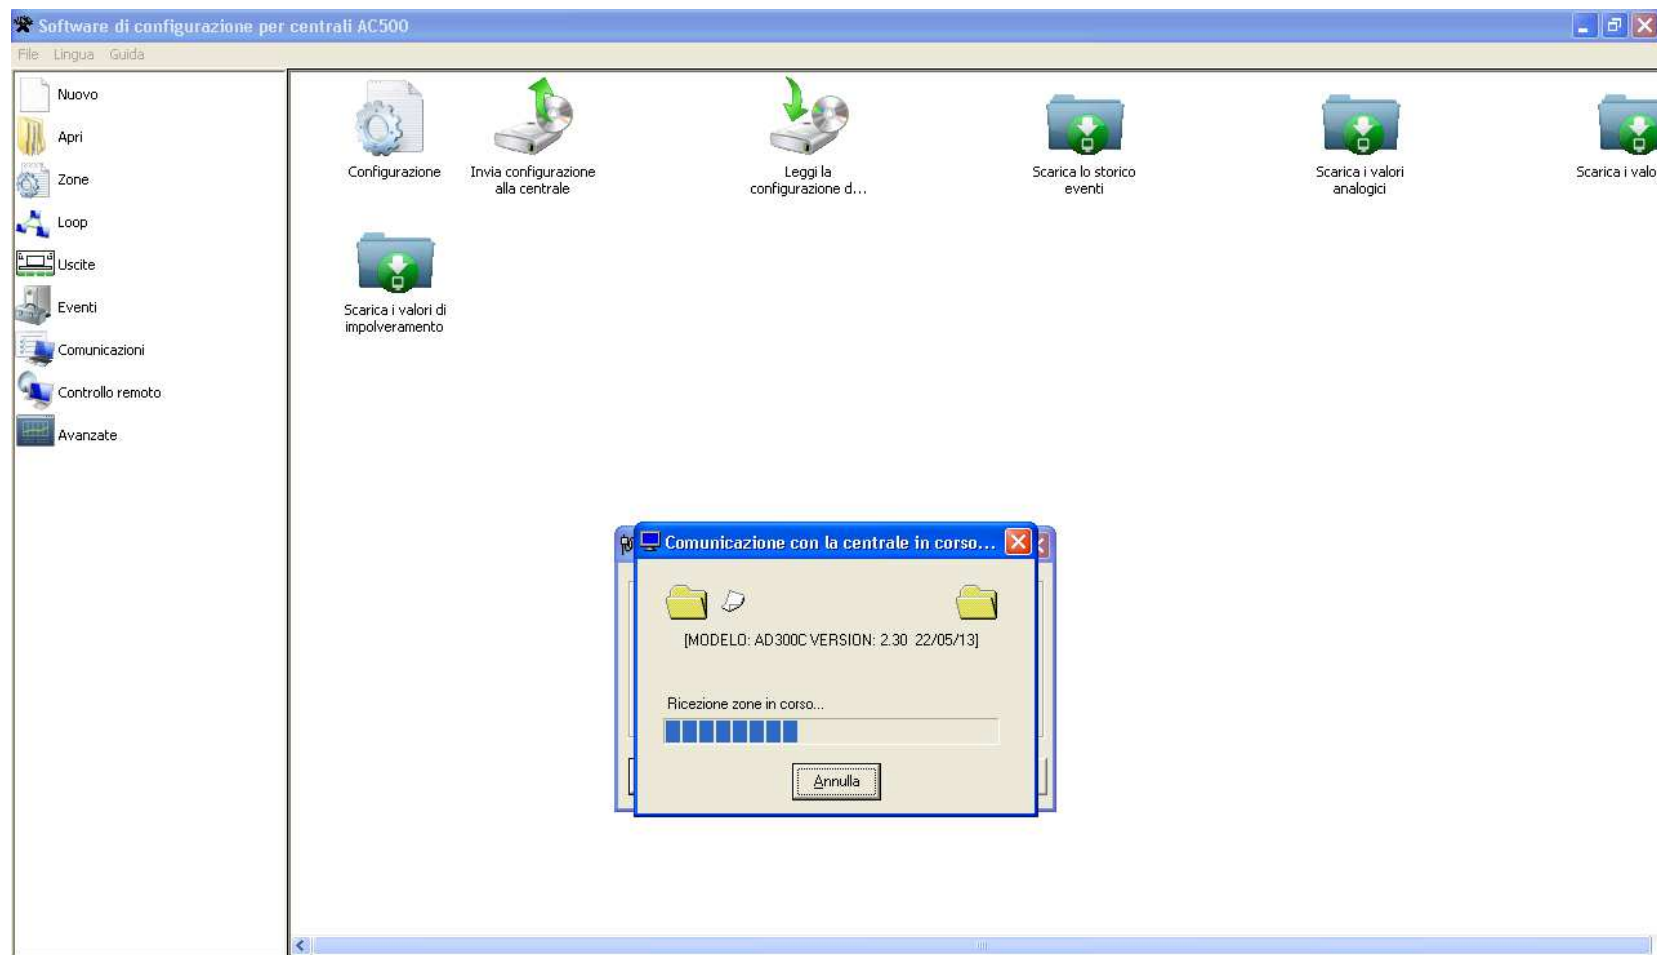 Software di configurazione per centrali AC500
File Lingua Guida
Nuovo
Apri
Zone
Loop
Uscite
Eventi
Comunicazioni
Controllo remoto
Avanzate
Configurazione
Invia configurazione
alla centrale
Leggi la
configurazione d...
Scarica lo storico
eventi
Scarica i valori
analogici
Scarica i valo
Scarica i valori di
impolveramento
Comunicazione con la centrale in corso...
[MODELO: AD300C VERSION: 2.30 22/05/13]
Ricezione zone in corso...
Annulla